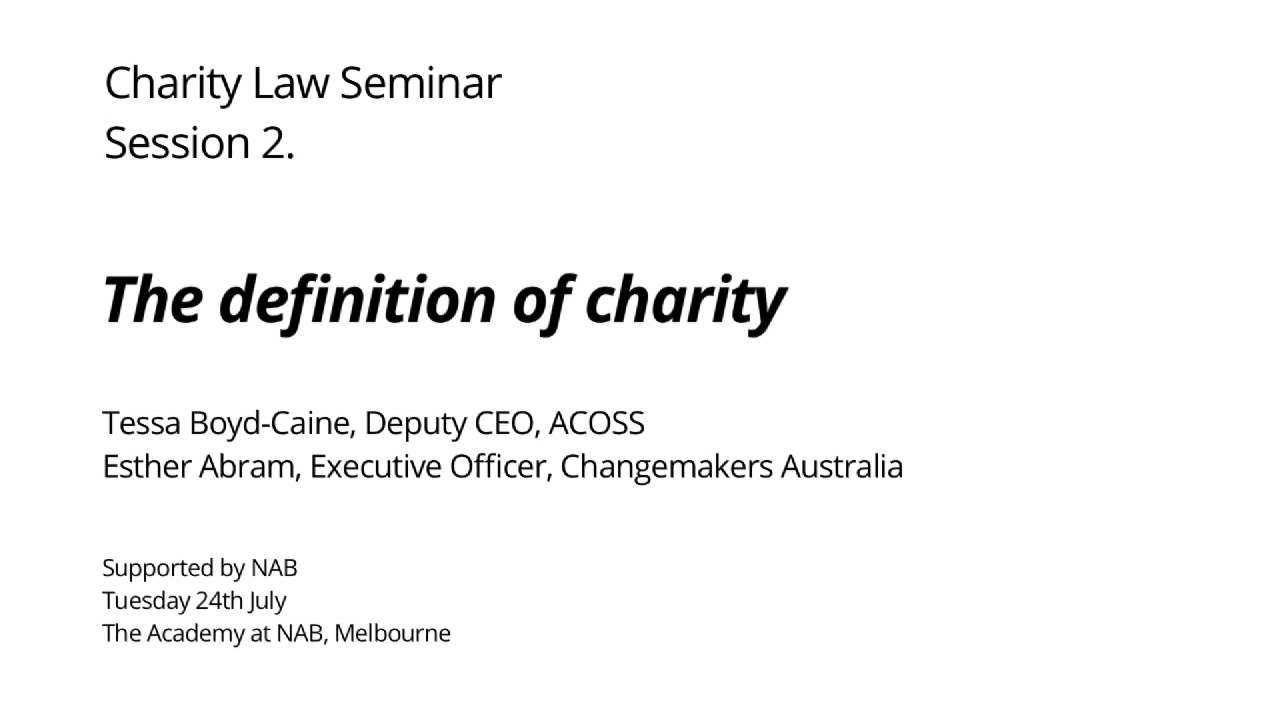 Charity Law Seminar
Session 2.
The definition of charity
Tessa Boyd-Caine, Deputy CEO, ACOSS
Esther Abram, Executive Officer, Changemakers Australia
Supported by NAB
Tuesday 24th July
The Academy at NAB, Melbourne